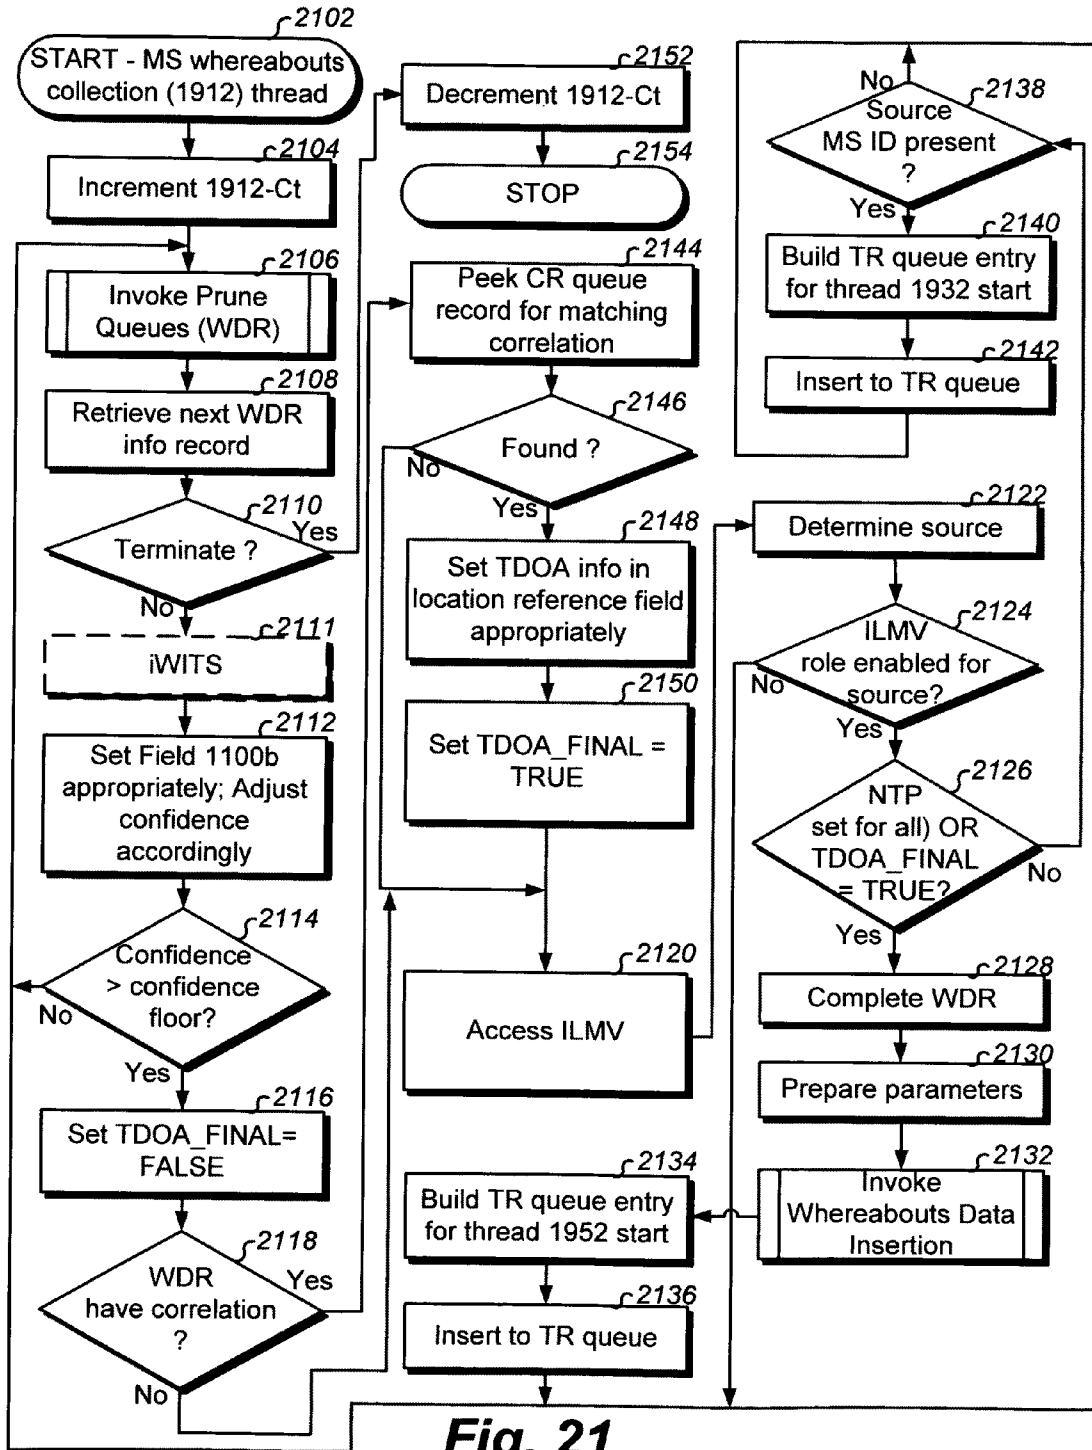 2102
START - MS whereabouts
collection (1912) thread
2104
Increment 1912-Ct
2106
Invoke Prune
Queues (WDR)
2108
Retrieve next WDR
info record
2110
Yes
Terminate ?
No
2111
iWITS
2112
Set Field 1100b
appropriately; Adjust
confidence
accordingly
2114
Confidence
> confidence
floor?
No
Yes
2116
Set TDOA_FINAL=
FALSE
2118
Yes
WDR
have correlation
?
No
2152
Decrement 1912-Ct
2154
STOP
2144
Peek CR queue
record for matching
correlation
2146
Found ?
No
Yes
2148
Set TDOA info in
location reference field
appropriately
2150
Set TDOA_FINAL =
TRUE
2120
Access ILMV
2122
Determine source
2124
ILMV
role enabled for
source?
No
Yes
2126
NTP
set for all) OR
TDOA_FINAL
= TRUE?
No
Yes
2128
Complete WDR
2130
Prepare parameters
2132
Invoke
Whereabouts Data
Insertion
2134
Build TR queue entry
for thread 1952 start
2136
Insert to TR queue
No
2138
Source
MS ID present
?
Yes
2140
Build TR queue entry
for thread 1932 start
2142
Insert to TR queue
Fig. 21